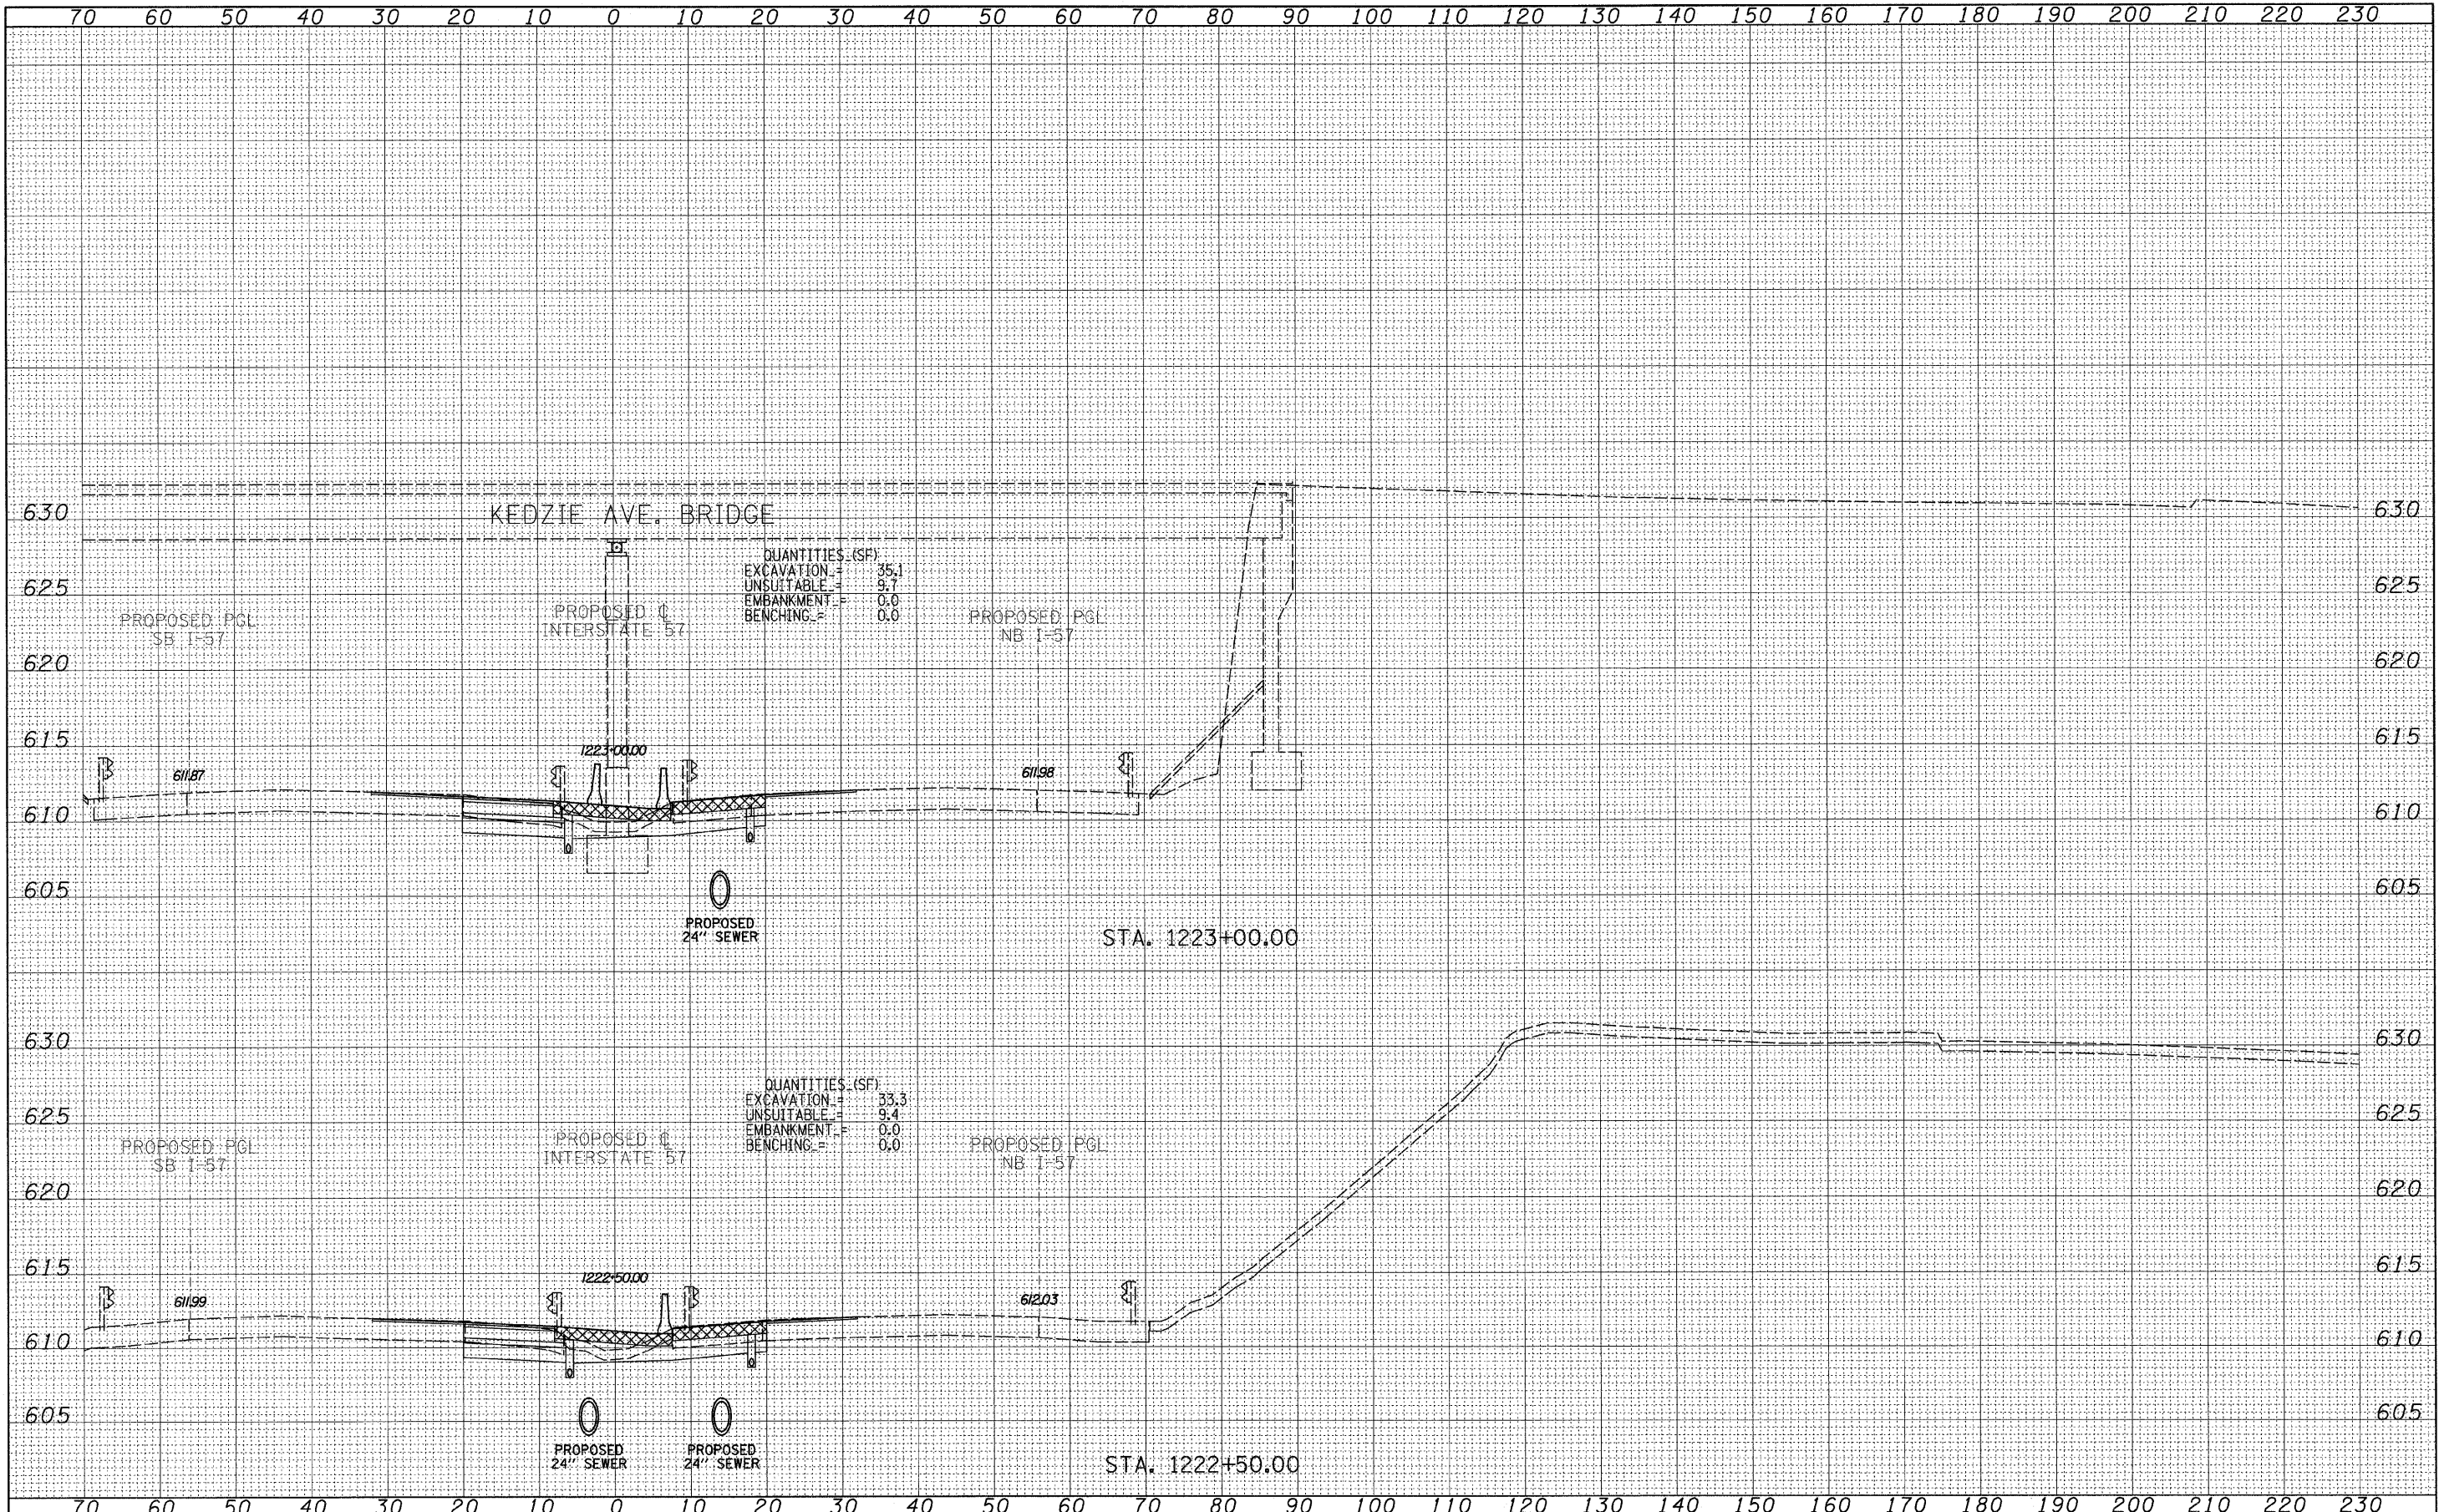 70 60 50 40 30 20 10 0 10 20 30 40 50 60 70 80 90 100 110 120 130 140 150 160 170 175 180 190 200 210 220 230
630 KEDZIE AVE. BRIDGE 630
QUANTITIES (SF)
EXCAVATION = 35.1
UNSUITABLE = 9.7
EMBANKMENT = 0.0
BENCHING = 0.0
625 625
PROPOSED PGL
SB I-57
PROPOSED ℄
INTERSTATE 57
PROPOSED PGL
NB I-57
620 620
615 1223+00.00 615
611.87 611.98
610 610
605 605
PROPOSED
24" SEWER
STA. 1223+00.00
630 630
QUANTITIES (SF)
EXCAVATION = 33.3
UNSUITABLE = 9.4
EMBANKMENT = 0.0
BENCHING = 0.0
625 625
PROPOSED PGL
SB I-57
PROPOSED ℄
INTERSTATE 57
PROPOSED PGL
NB I-57
620 620
615 1222+50.00 615
611.99 612.03
610 610
605 605
PROPOSED
24" SEWER
PROPOSED
24" SEWER
STA. 1222+50.00
70 60 50 40 30 20 10 0 10 20 30 40 50 60 70 80 90 100 110 120 130 140 150 160 170 180 190 200 210 220 230